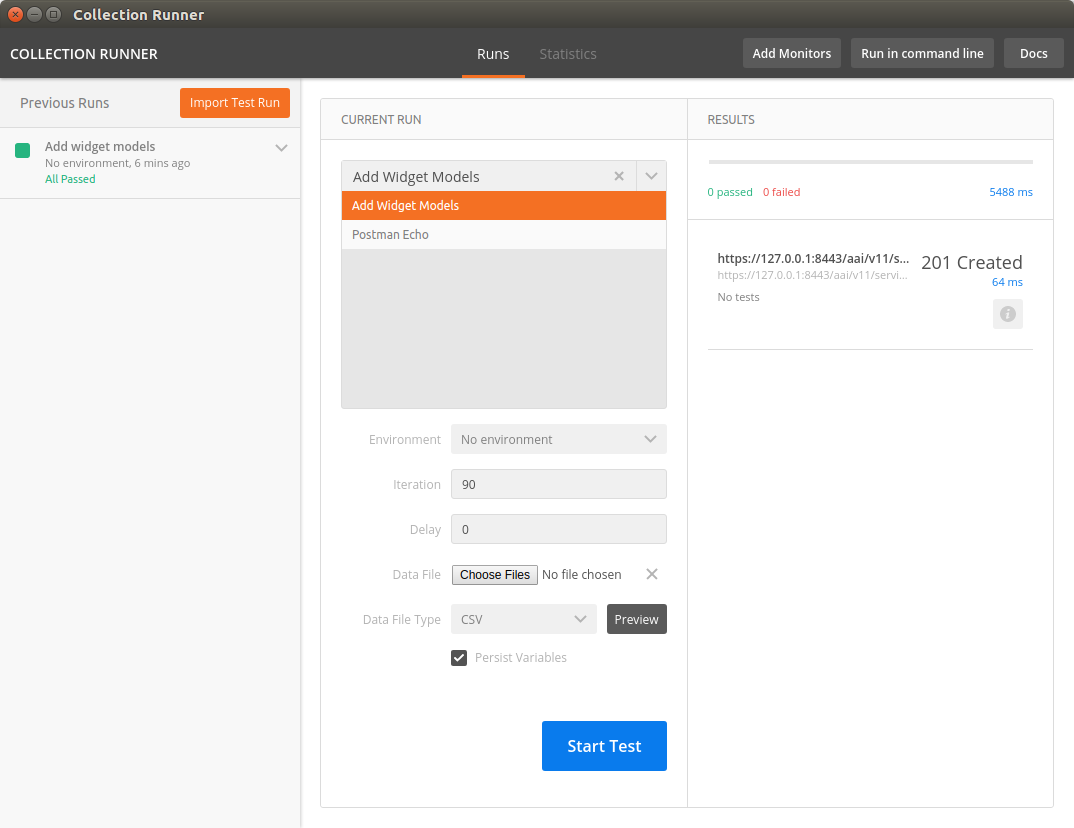 Collection Runner
COLLECTION RUNNER
Runs
Statistics
Add Monitors
Run in command line
Docs
Previous Runs
Import Test Run
Add widget models
No environment, 6 mins ago
All Passed
CURRENT RUN
Add Widget Models
Add Widget Models
Postman Echo
Environment
No environment
Iteration
90
Delay
0
Data File
Choose Files No file chosen
Data File Type
CSV
Preview
Persist Variables
Start Test
RESULTS
0 passed 0 failed
5488 ms
https://127.0.0.1:8443/aai/v11/s...
201 Created
https://127.0.0.1:8443/aai/v11/servi...
64 ms
No tests